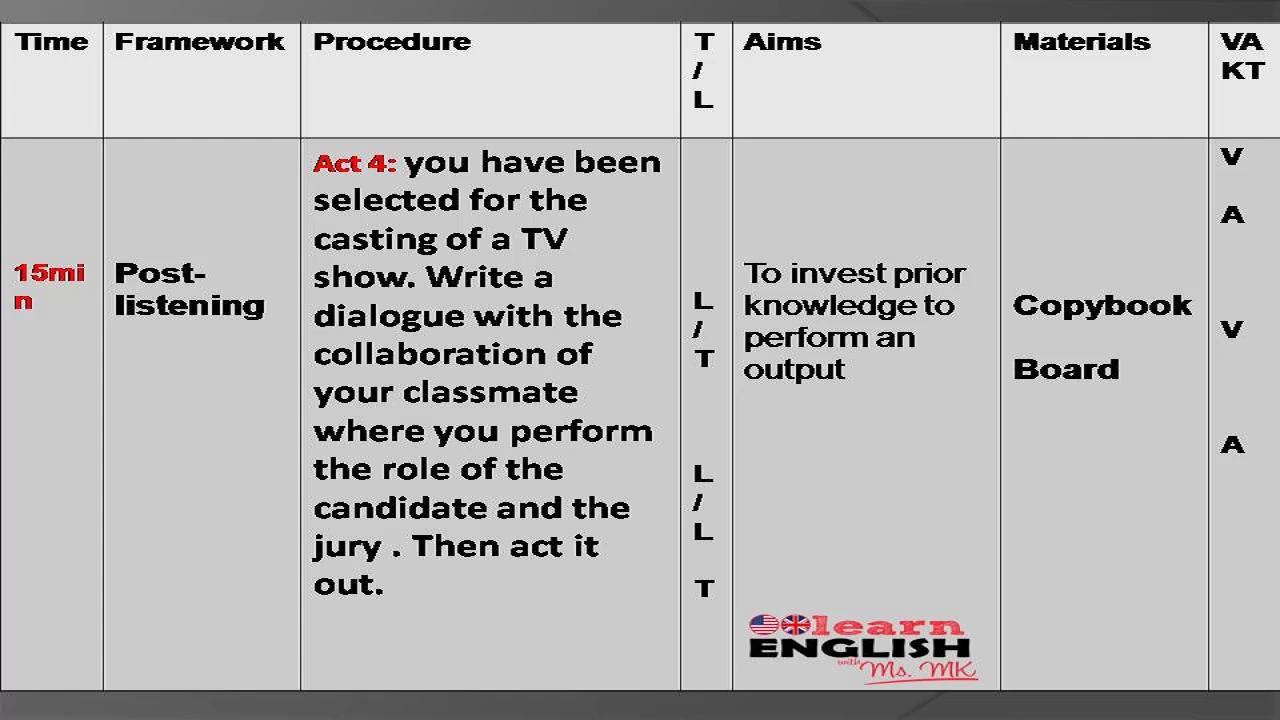 Time
Framework
Procedure
T
/
L
Aims
Materials
VA
KT
15mi
n
Post-
listening
Act 4: you have been
selected for the
casting of a TV
show. Write a
dialogue with the
collaboration of
your classmate
where you perform
the role of the
candidate and the
jury . Then act it
out.
L
/
T
L
/
L
T
To invest prior
knowledge to
perform an
output
Copybook
Board
V
A
V
A
learn
ENGLISH
with Ms. MK